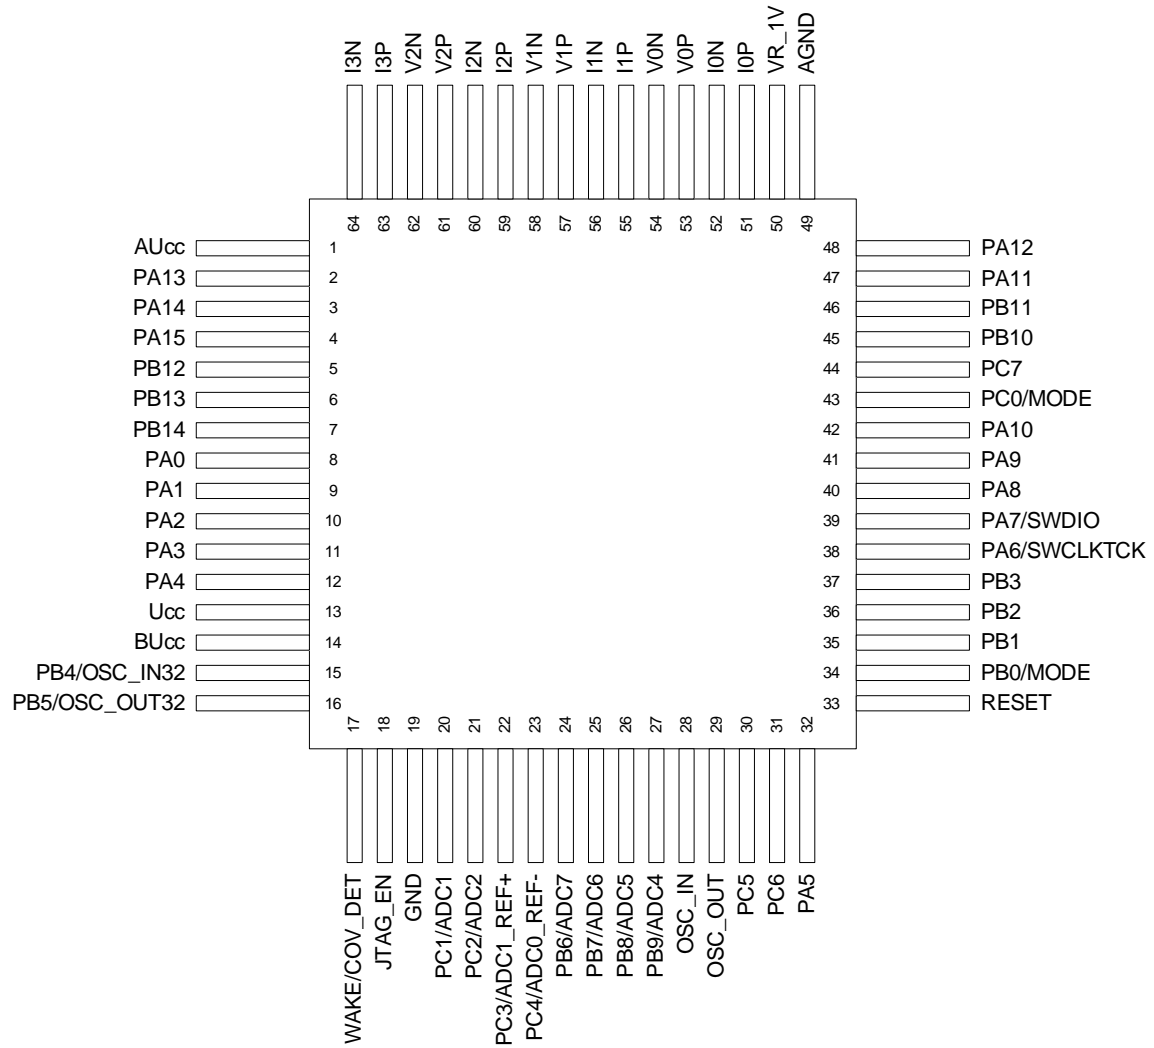 I3N
I3P
V2N
V2P
I2N
I2P
V1N
V1P
I1N
I1P
V0N
V0P
I0N
I0P
VR_1V
AGND
64
63
62
61
60
59
58
57
56
55
54
53
52
51
50
49
AUcc 1
PA13 2
PA14 3
PA15 4
PB12 5
PB13 6
PB14 7
PA0 8
PA1 9
PA2 10
PA3 11
PA4 12
Ucc 13
BUcc 14
PB4/OSC_IN32 15
PB5/OSC_OUT32 16
48 PA12
47 PA11
46 PB11
45 PB10
44 PC7
43 PC0/MODE
42 PA10
41 PA9
40 PA8
39 PA7/SWDIO
38 PA6/SWCLKTCK
37 PB3
36 PB2
35 PB1
34 PB0/MODE
33 RESET
17
18
19
20
21
22
23
24
25
26
27
28
29
30
31
32
WAKE/COV_DET
JTAG_EN
GND
PC1/ADC1
PC2/ADC2
PC3/ADC1_REF+
PC4/ADC0_REF-
PB6/ADC7
PB7/ADC6
PB8/ADC5
PB9/ADC4
OSC_IN
OSC_OUT
PC5
PC6
PA5